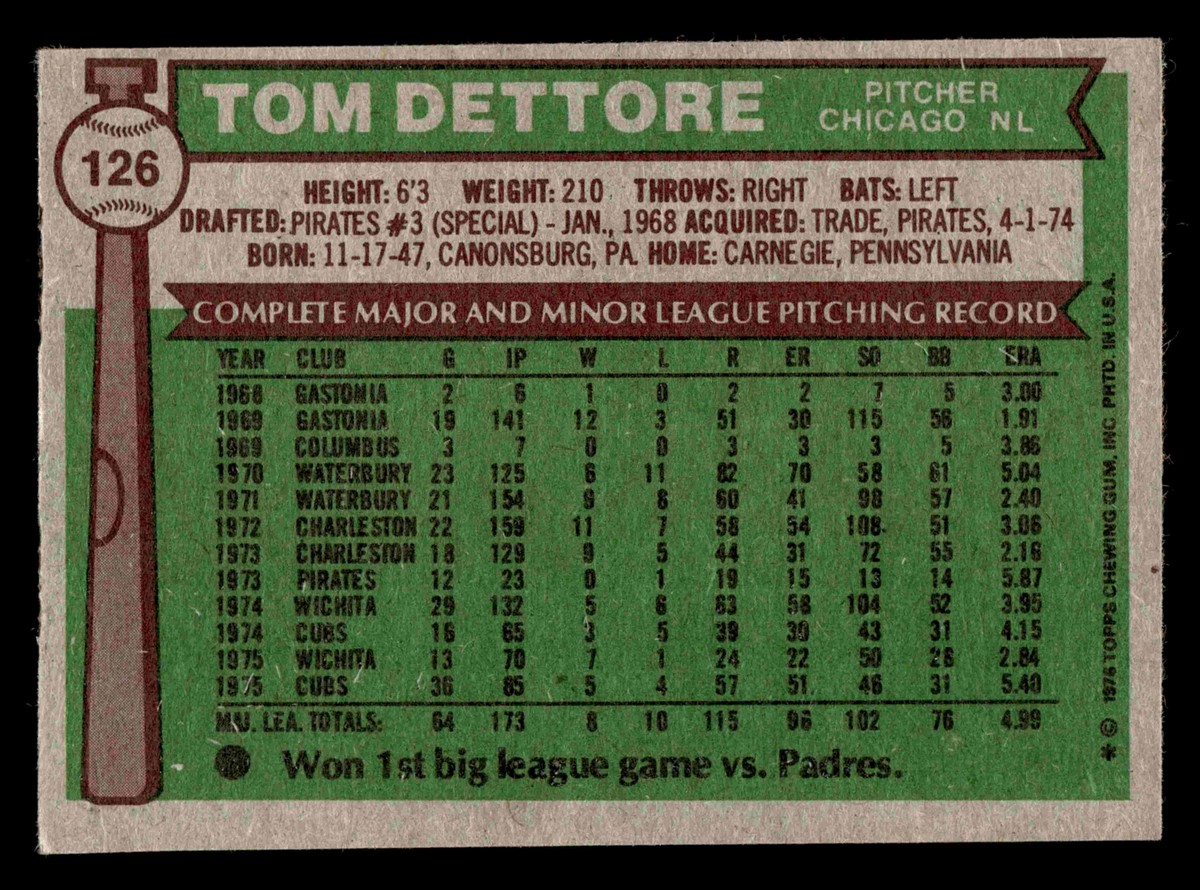 TOM DETTORE
PITCHER
CHICAGO NL
126
HEIGHT: 6'3 WEIGHT: 210 THROWS: RIGHT BATS: LEFT
DRAFTED: PIRATES #3 (SPECIAL) - JAN., 1968 ACQUIRED: TRADE, PIRATES, 4-1-74
BORN: 11-17-47, CANONSBURG, PA. HOME: CARNEGIE, PENNSYLVANIA
COMPLETE MAJOR AND MINOR LEAGUE PITCHING RECORD
YEAR CLUB G IP W L R ER SO BB ERA
1968 GASTONIA 2 6 1 0 2 2 7 5 3.00
1969 GASTONIA 19 141 12 3 51 30 115 56 1.91
1969 COLUMBUS 3 7 0 0 3 3 3 5 3.86
1970 WATERBURY 23 125 6 11 82 70 58 61 5.04
1971 WATERBURY 21 154 9 6 60 41 98 57 2.40
1972 CHARLESTON 22 159 11 7 58 54 108 51 3.06
1973 CHARLESTON 18 129 9 5 44 31 72 55 2.16
1973 PIRATES 12 23 0 1 19 15 13 14 5.87
1974 WICHITA 29 132 5 6 63 58 104 52 3.95
1974 CUBS 16 65 3 5 39 30 43 31 4.15
1975 WICHITA 13 70 7 1 24 22 50 26 2.84
1975 CUBS 36 85 5 4 57 51 46 31 5.40
MAJ. LEA. TOTALS: 64 173 8 10 115 96 102 76 4.99
Won 1st big league game vs. Padres.
* © 1976 TOPPS CHEWING GUM, INC PRTD. IN U.S.A.